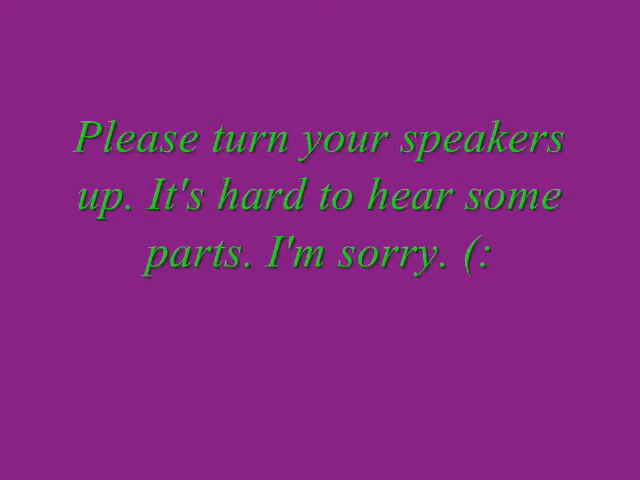 Please turn your speakers
up. It's hard to hear some
parts. I'm sorry. (: